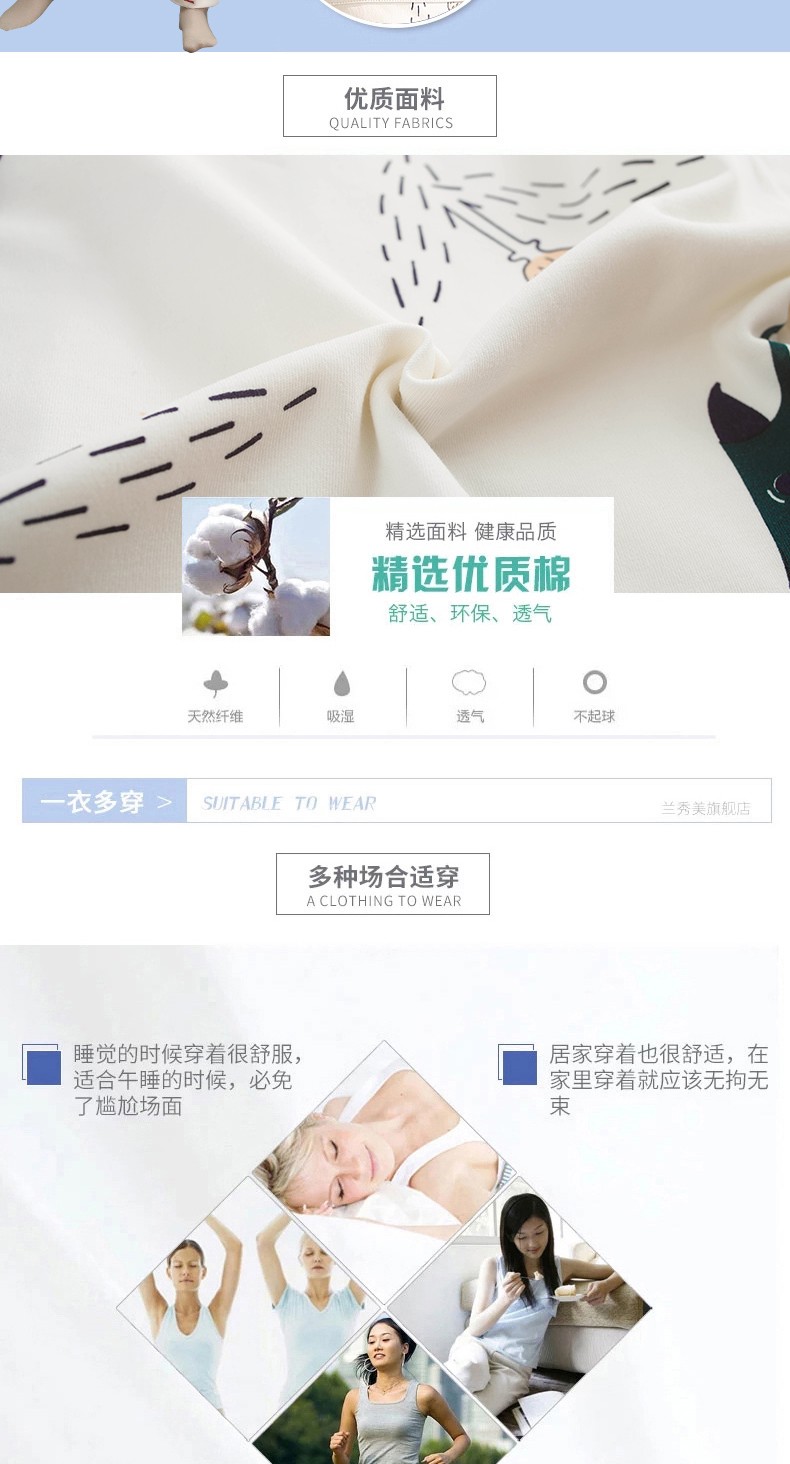 优质面料
QUALITY FABRICS
精选面料 健康品质
精选优质棉
舒适、环保、透气
天然纤维
吸湿
透气
不起球
一衣多穿 >
SUITABLE TO WEAR
兰秀美旗舰店
多种场合适穿
A CLOTHING TO WEAR
睡觉的时候穿着很舒服，
适合午睡的时候，必免
了尴尬场面
居家穿着也很舒适，在
家里穿着就应该无拘无
束